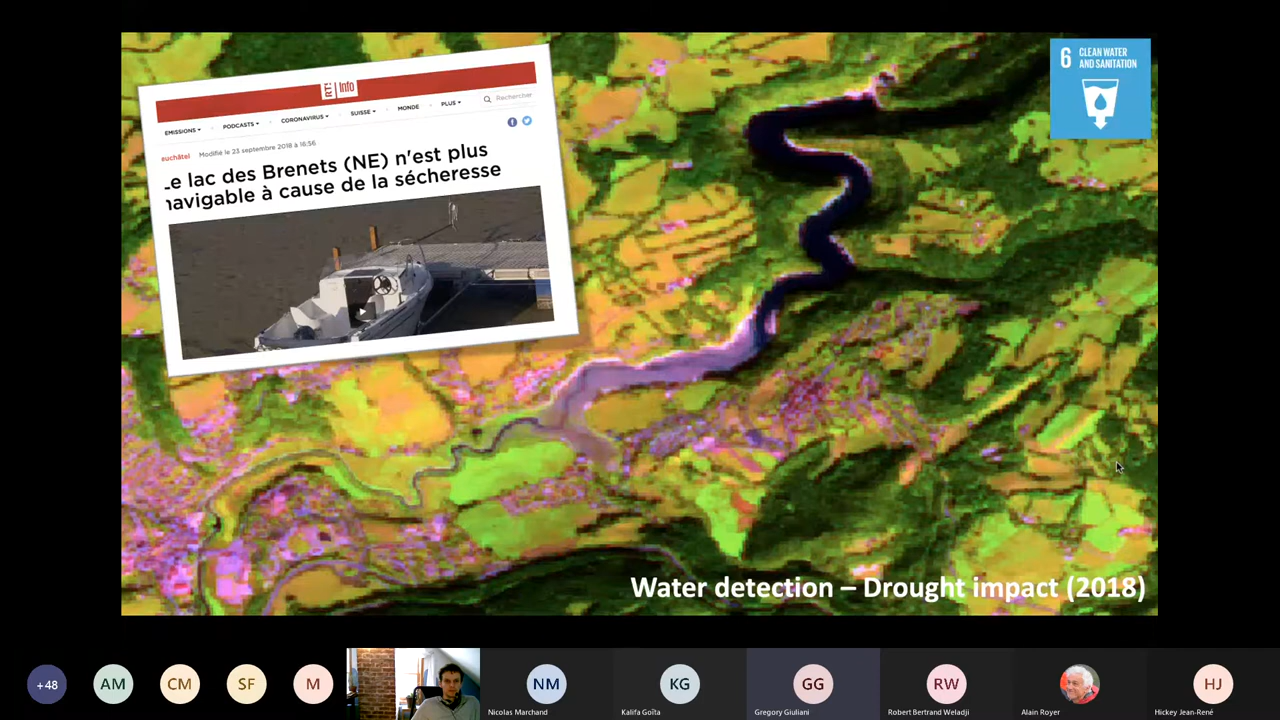 RTS Info
EMISSIONS PODCASTS CORONAVIRUS SUISSE MONDE PLUS Rechercher
euchâtel Modifié le 23 septembre 2018 à 16:56
Le lac des Brenets (NE) n'est plus
navigable à cause de la sécheresse
6 CLEAN WATER
AND SANITATION
Water detection – Drought impact (2018)
+48 AM CM SF M NM KG GG RW HJ
Nicolas Marchand Kalifa Goïta Gregory Giuliani Robert Bertrand Weladji Alain Royer Hickey Jean-René